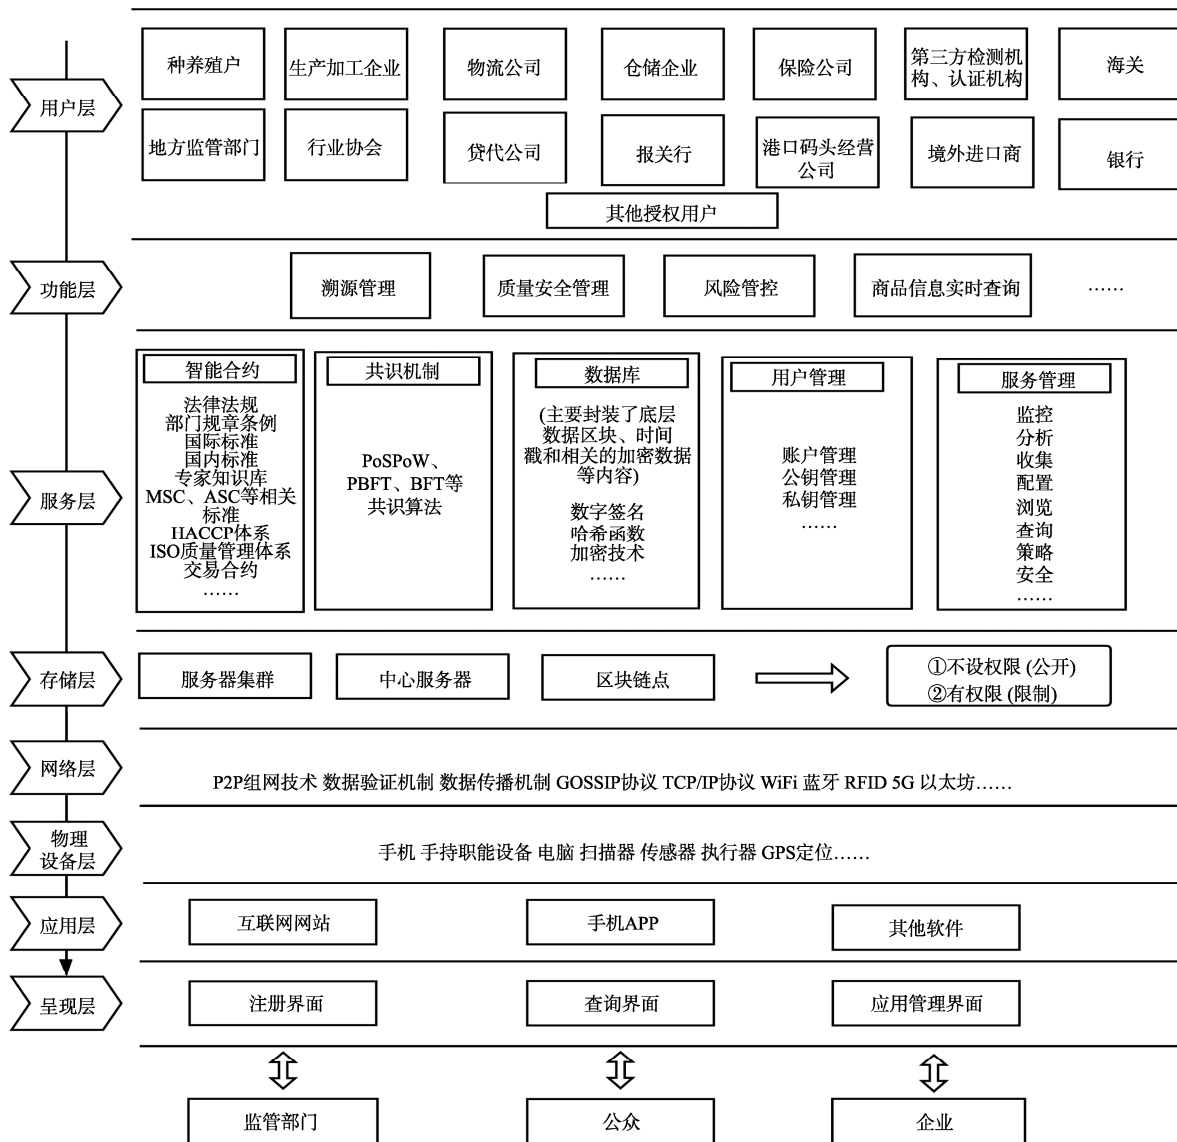 用户层
种养殖户
生产加工企业
物流公司
仓储企业
保险公司
第三方检测机
构、认证机构
海关
地方监管部门
行业协会
贷代公司
报关行
港口码头经营
公司
境外进口商
银行
其他授权用户
功能层
溯源管理
质量安全管理
风险管控
商品信息实时查询
……
服务层
智能合约
法律法规
部门规章条例
国际标准
国内标准
专家知识库
MSC、ASC等相关
标准
HACCP体系
ISO质量管理体系
交易合约
……
共识机制
PoSPoW、
PBFT、BFT等
共识算法
数据库
(主要封装了底层
数据区块、时间
戳和相关的加密数据
等内容)
数字签名
哈希函数
加密技术
……
用户管理
账户管理
公钥管理
私钥管理
……
服务管理
监控
分析
收集
配置
浏览
查询
策略
安全
……
存储层
服务器集群
中心服务器
区块链点
①不设权限 (公开)
②有权限 (限制)
网络层
P2P组网技术 数据验证机制 数据传播机制 GOSSIP协议 TCP/IP协议 WiFi 蓝牙 RFID 5G 以太坊……
物理
设备层
手机 手持职能设备 电脑 扫描器 传感器 执行器 GPS定位……
应用层
互联网网站
手机APP
其他软件
呈现层
注册界面
查询界面
应用管理界面
监管部门
公众
企业